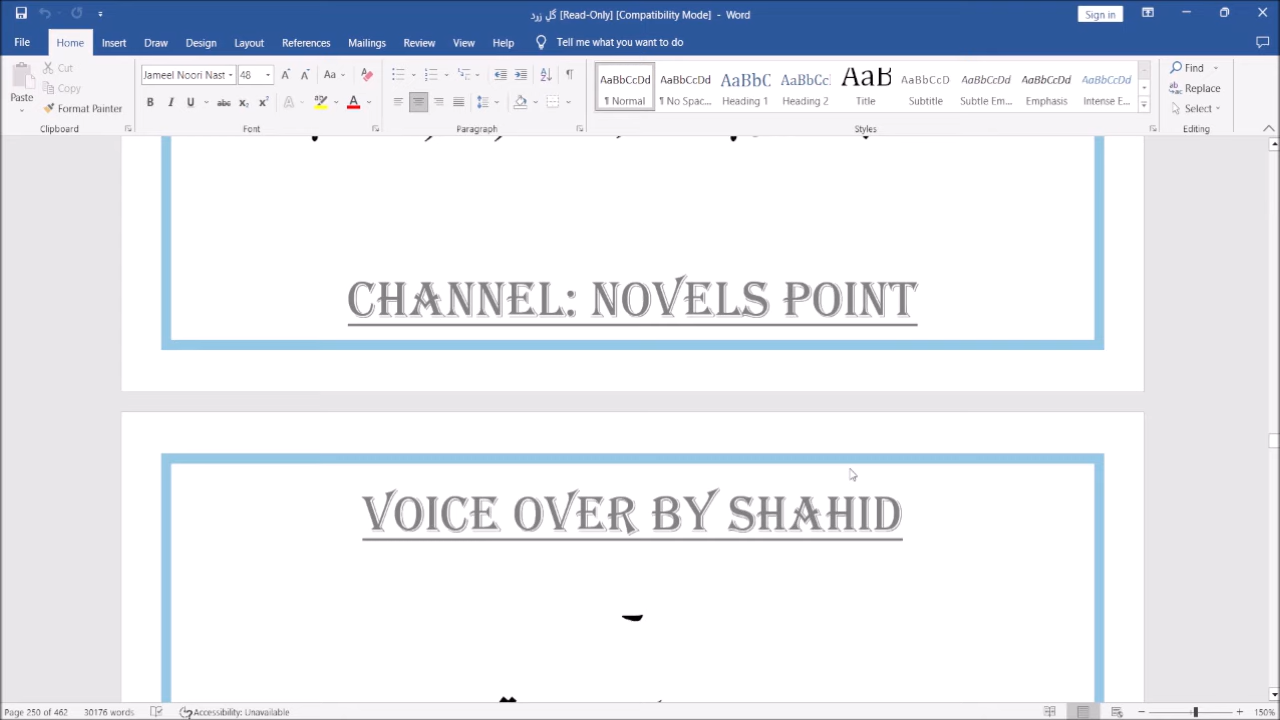 گلِ زرد [Read-Only] [Compatibility Mode] - Word
Sign in
File Home Insert Draw Design Layout References Mailings Review View Help Tell me what you want to do
Paste
Cut
Copy
Format Painter
Clipboard
Jameel Noori Nast 48
Font
Paragraph
AaBbCcDd AaBbCcDd AaBbC AaBbCc AaB AaBbCcD AaBbCcDd AaBbCcDd AaBbCcDd
¶ Normal ¶ No Spac... Heading 1 Heading 2 Title Subtitle Subtle Em... Emphasis Intense E...
Styles
Find
Replace
Select
Editing
CHANNEL: NOVELS POINT
VOICE OVER BY SHAHID
۔
Page 250 of 462 30176 words Accessibility: Unavailable 150%